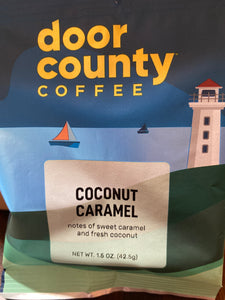 door
county
COFFEE
COCONUT
CARAMEL
notes of sweet caramel
and fresh coconut
NET WT. 1.5 OZ. (42.5g)